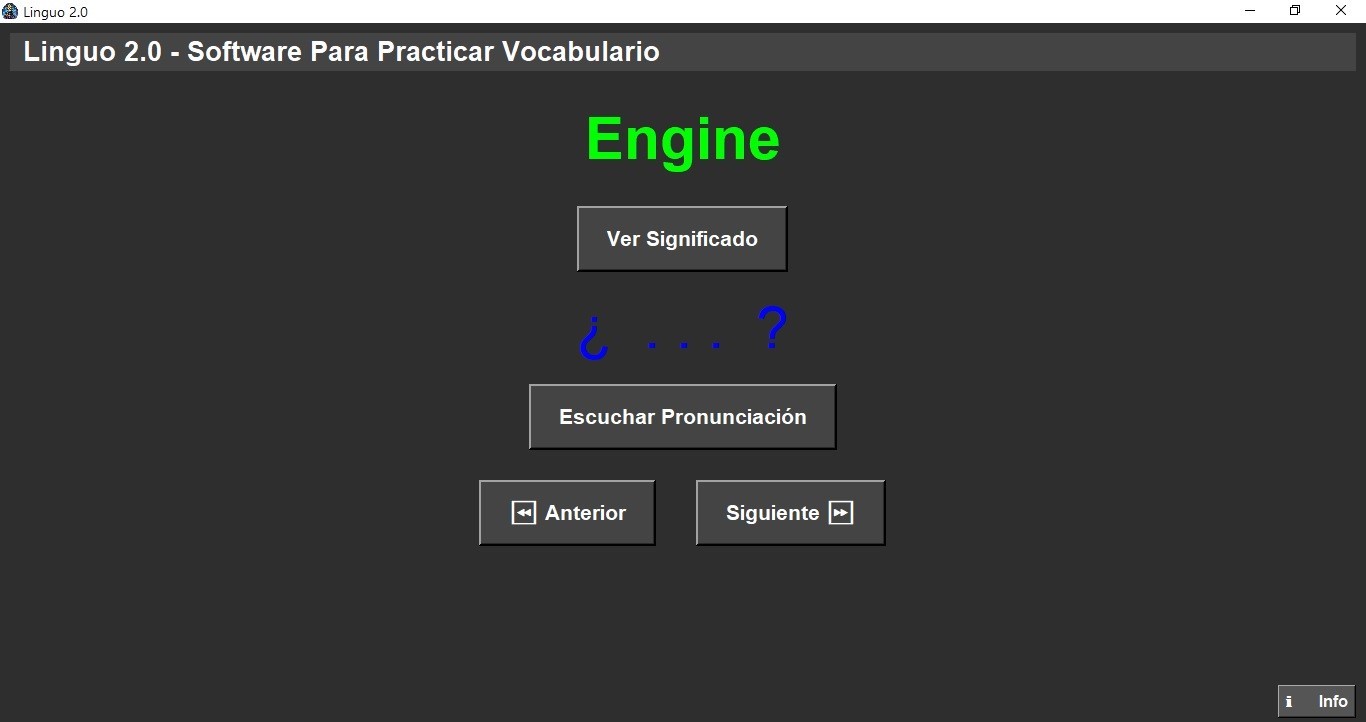 Linguo 2.0
Linguo 2.0 - Software Para Practicar Vocabulario
Engine
Ver Significado
¿ . . . ?
Escuchar Pronunciación
⏪ Anterior
Siguiente ⏩
ℹ Info